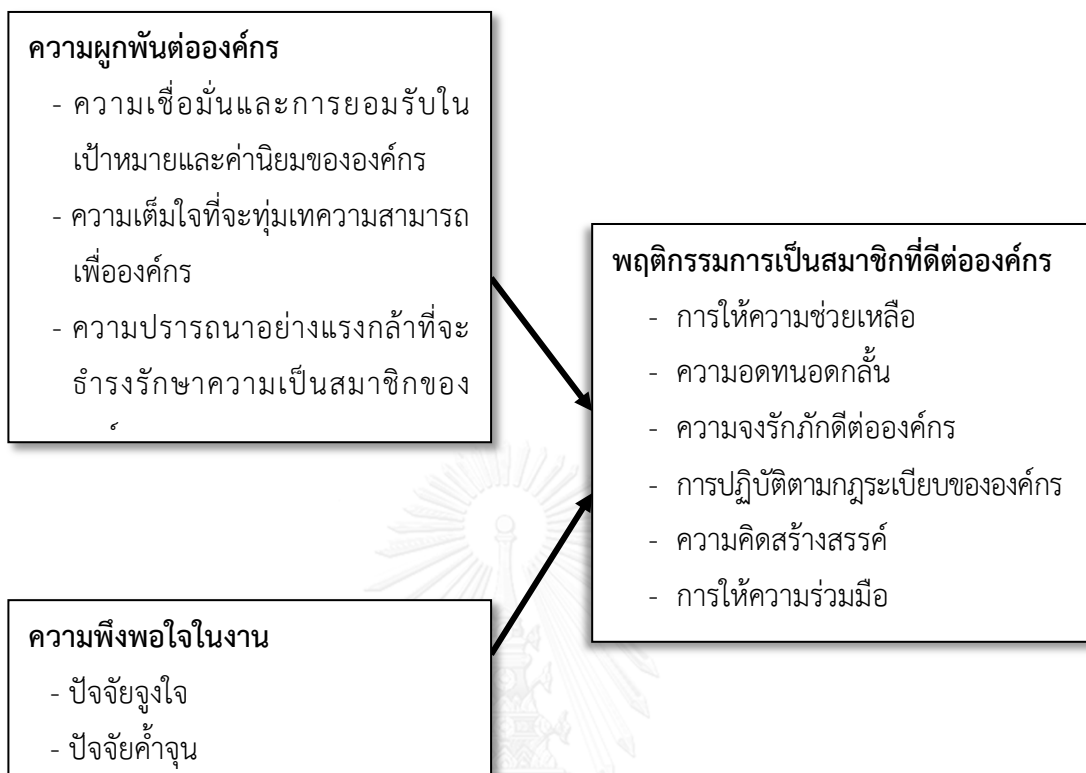 ความผูกพันต่อองค์กร
- ความเชื่อมั่นและการยอมรับใน
เป้าหมายและค่านิยมขององค์กร
- ความเต็มใจที่จะทุ่มเทความสามารถ
เพื่อองค์กร
- ความปรารถนาอย่างแรงกล้าที่จะ
ธำรงรักษาความเป็นสมาชิกของ
พฤติกรรมการเป็นสมาชิกที่ดีต่อองค์กร
- การให้ความช่วยเหลือ
- ความอดทนอดกลั้น
- ความจงรักภักดีต่อองค์กร
- การปฏิบัติตามกฎระเบียบขององค์กร
- ความคิดสร้างสรรค์
- การให้ความร่วมมือ
ความพึงพอใจในงาน
- ปัจจัยจูงใจ
- ปัจจัยค้ำจุน